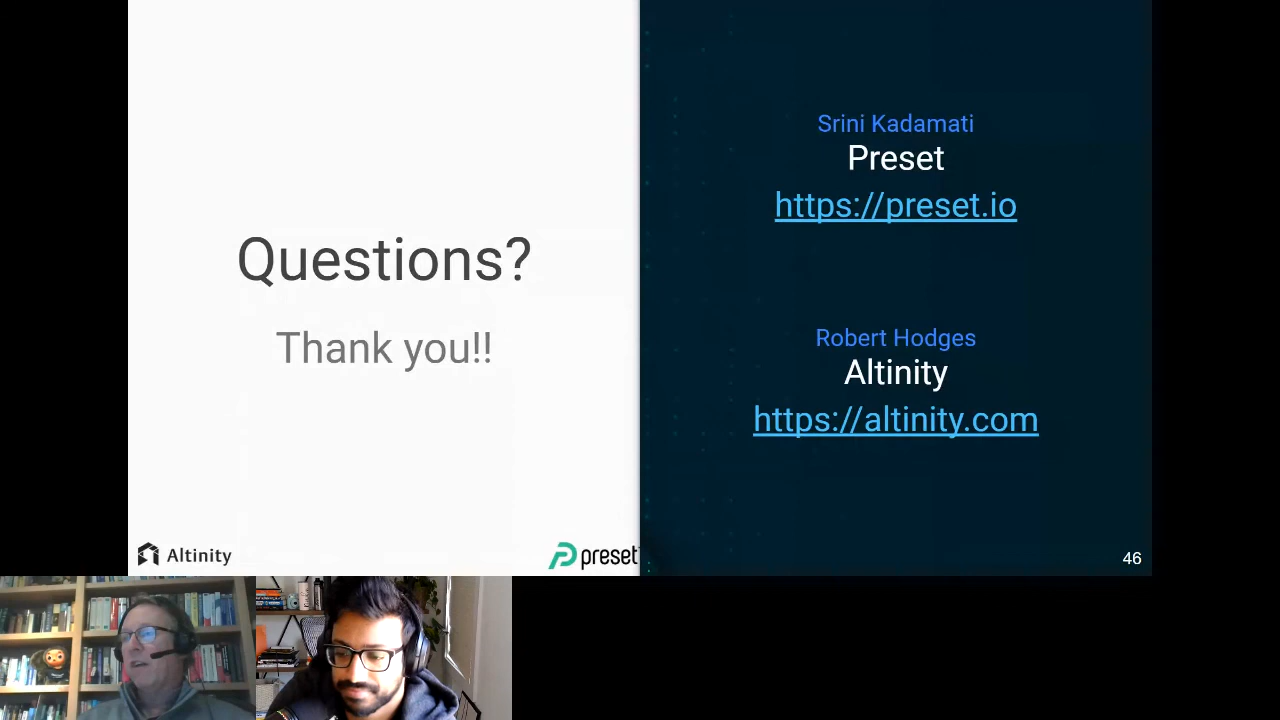 Questions?
Thank you!!
Altinity
preset
Srini Kadamati
Preset
https://preset.io
Robert Hodges
Altinity
https://altinity.com
46